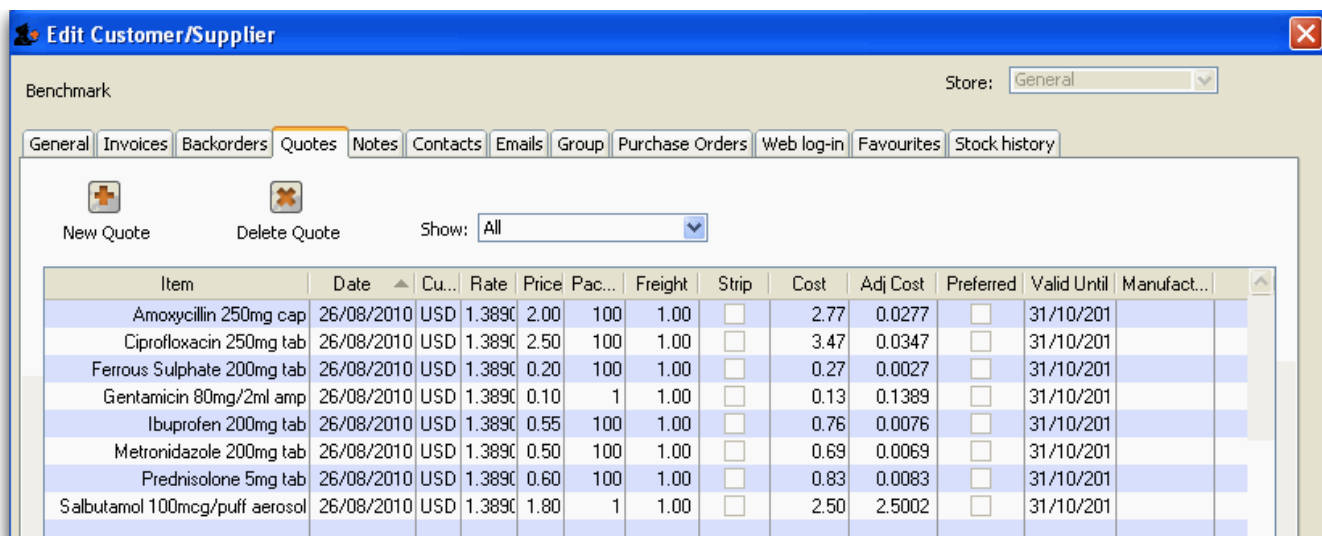 Edit Customer/Supplier
Benchmark Store: General
General Invoices Backorders Quotes Notes Contacts Emails Group Purchase Orders Web log-in Favourites Stock history
New Quote Delete Quote Show: All
Item Date Cu... Rate Price Pac... Freight Strip Cost Adj Cost Preferred Valid Until Manufact...
Amoxycillin 250mg cap 26/08/2010 USD 1.3890 2.00 100 1.00 2.77 0.0277 31/10/201
Ciprofloxacin 250mg tab 26/08/2010 USD 1.3890 2.50 100 1.00 3.47 0.0347 31/10/201
Ferrous Sulphate 200mg tab 26/08/2010 USD 1.3890 0.20 100 1.00 0.27 0.0027 31/10/201
Gentamicin 80mg/2ml amp 26/08/2010 USD 1.3890 0.10 1 1.00 0.13 0.1389 31/10/201
Ibuprofen 200mg tab 26/08/2010 USD 1.3890 0.55 100 1.00 0.76 0.0076 31/10/201
Metronidazole 200mg tab 26/08/2010 USD 1.3890 0.50 100 1.00 0.69 0.0069 31/10/201
Prednisolone 5mg tab 26/08/2010 USD 1.3890 0.60 100 1.00 0.83 0.0083 31/10/201
Salbutamol 100mcg/puff aerosol 26/08/2010 USD 1.3890 1.80 1 1.00 2.50 2.5002 31/10/201